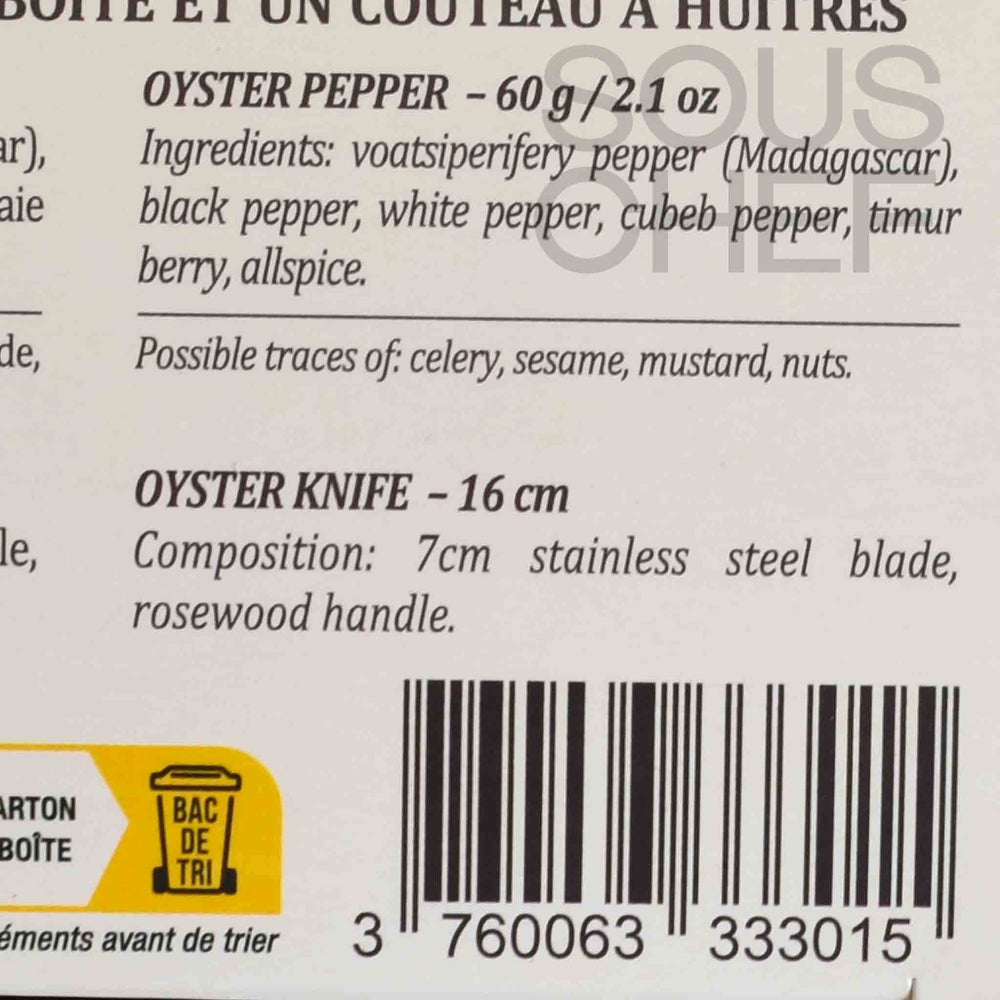 BOITE ET UN COUTEAU À HUITRES
SOUS
CHEF
OYSTER PEPPER – 60 g / 2.1 oz
ar),
Ingredients: voatsiperifery pepper (Madagascar),
aie
black pepper, white pepper, cubeb pepper, timur
berry, allspice.
de,
Possible traces of: celery, sesame, mustard, nuts.
OYSTER KNIFE – 16 cm
le,
Composition: 7cm stainless steel blade,
rosewood handle.
ARTON
BOÎTE
BAC
DE
TRI
éments avant de trier
3 760063 333015